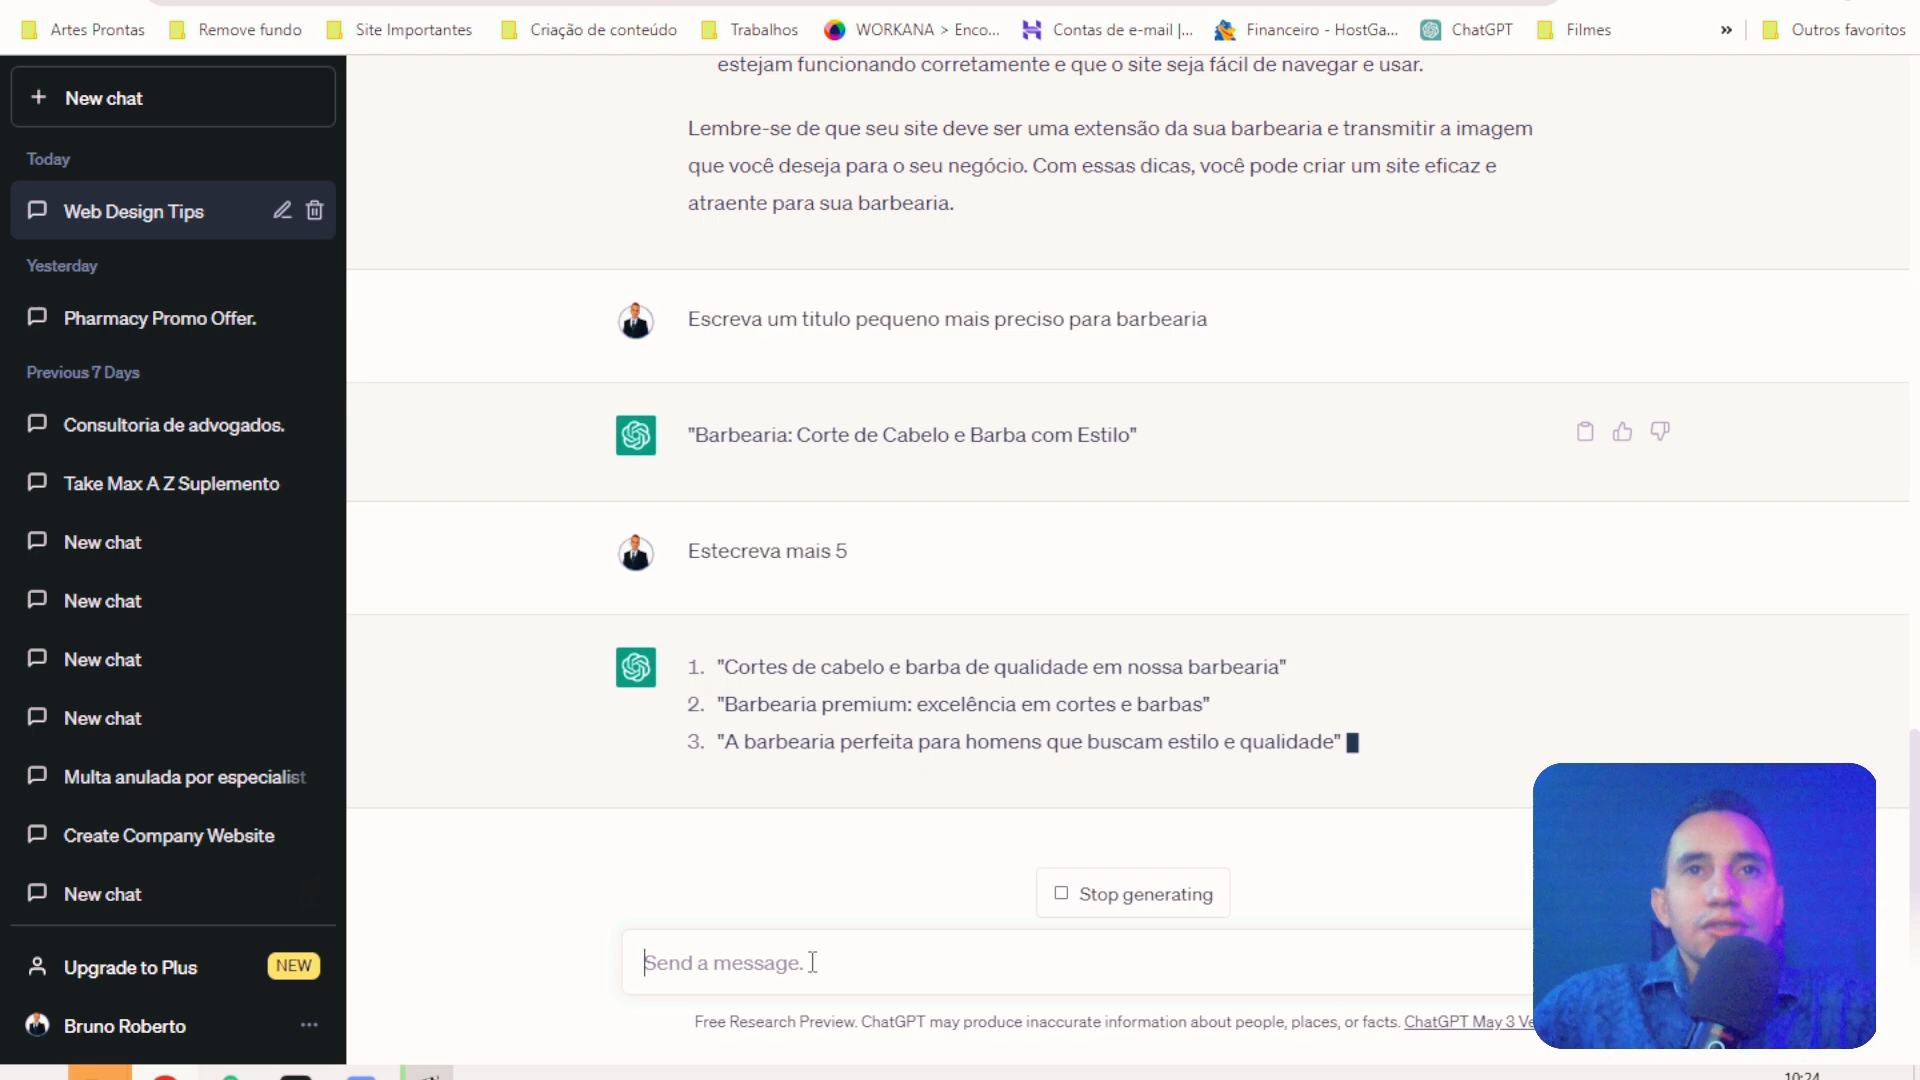 Artes Prontas
Remove fundo
Site Importantes
Criação de conteúdo
Trabalhos
WORKANA > Enco...
Contas de e-mail |...
Financeiro - HostGa...
ChatGPT
Filmes
»
Outros favoritos
+ New chat
Today
Web Design Tips
Yesterday
Pharmacy Promo Offer.
Previous 7 Days
Consultoria de advogados.
Take Max A Z Suplemento
New chat
New chat
New chat
New chat
Multa anulada por especialist
Create Company Website
New chat
Upgrade to Plus
NEW
Bruno Roberto
...
estejam funcionando corretamente e que o site seja fácil de navegar e usar.
Lembre-se de que seu site deve ser uma extensão da sua barbearia e transmitir a imagem
que você deseja para o seu negócio. Com essas dicas, você pode criar um site eficaz e
atraente para sua barbearia.
Escreva um titulo pequeno mais preciso para barbearia
"Barbearia: Corte de Cabelo e Barba com Estilo"
Estecreva mais 5
1. "Cortes de cabelo e barba de qualidade em nossa barbearia"
2. "Barbearia premium: excelência em cortes e barbas"
3. "A barbearia perfeita para homens que buscam estilo e qualidade"
Stop generating
Send a message.
Free Research Preview. ChatGPT may produce inaccurate information about people, places, or facts. ChatGPT May 3 Ve
10:24